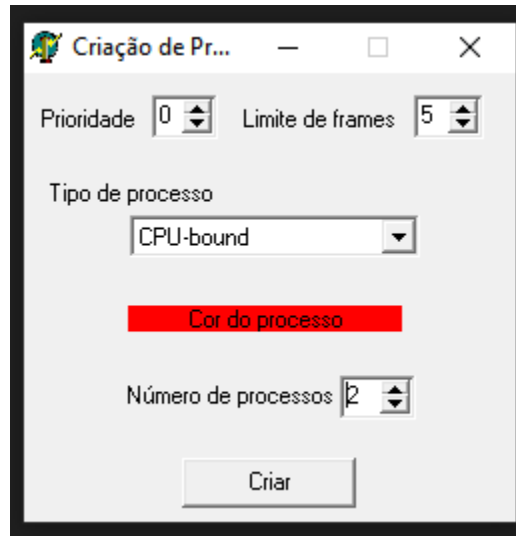 Criação de Pr...
Prioridade 0 Limite de frames 5
Tipo de processo
CPU-bound
Cor do processo
Número de processos 2
Criar